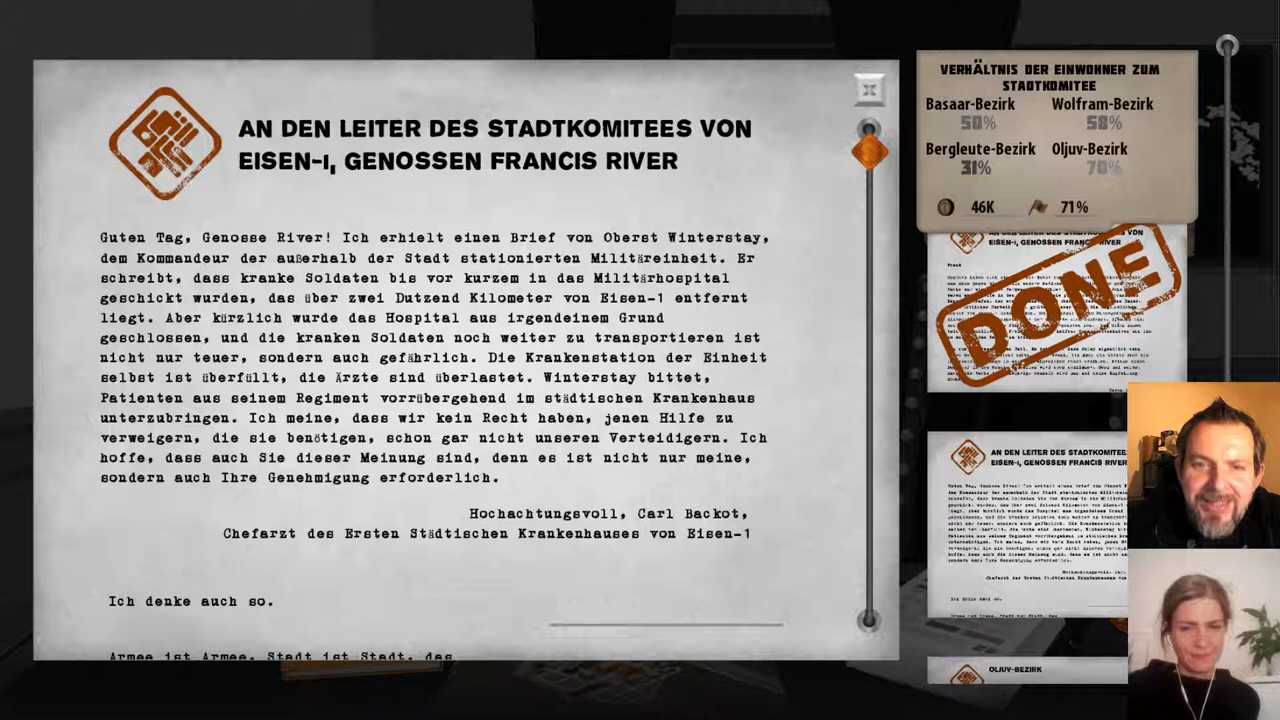 AN DEN LEITER DES STADTKOMITEES VON
EISEN-1, GENOSSEN FRANCIS RIVER
Guten Tag, Genosse River! Ich erhielt einen Brief von Oberst Winterstay,
dem Kommandeur der außerhalb der Stadt stationierten Militäreinheit. Er
schreibt, dass kranke Soldaten bis vor kurzem in das Militärhospital
geschickt wurden, das über zwei Dutzend Kilometer von Eisen-1 entfernt
liegt. Aber kürzlich wurde das Hospital aus irgendeinem Grund
geschlossen, und die kranken Soldaten noch weiter zu transportieren ist
nicht nur teuer, sondern auch gefährlich. Die Krankenstation der Einheit
selbst ist überfüllt, die Ärzte sind überlastet. Winterstay bittet,
Patienten aus seinem Regiment vorrübergehend im städtischen Krankenhaus
unterzubringen. Ich meine, dass wir kein Recht haben, jenen Hilfe zu
verweigern, die sie benötigen, schon gar nicht unseren Verteidigern. Ich
hoffe, dass auch Sie dieser Meinung sind, denn es ist nicht nur meine,
sondern auch Ihre Genehmigung erforderlich.
Hochachtungsvoll, Carl Backot,
Chefarzt des Ersten Städtischen Krankenhauses von Eisen-1
Ich denke auch so.
Armee ist Armee, Stadt ist Stadt, das
VERHÄLTNIS DER EINWOHNER ZUM
STADTKOMITEE
Basaar-Bezirk Wolfram-Bezirk
50% 58%
Bergleute-Bezirk Oljuv-Bezirk
31% 70%
46K 71%
DONE
AN DEN LEITER DES STADTKOMITEES
EISEN-1, GENOSSEN FRANCIS RIVER
OLJUV-BEZIRK